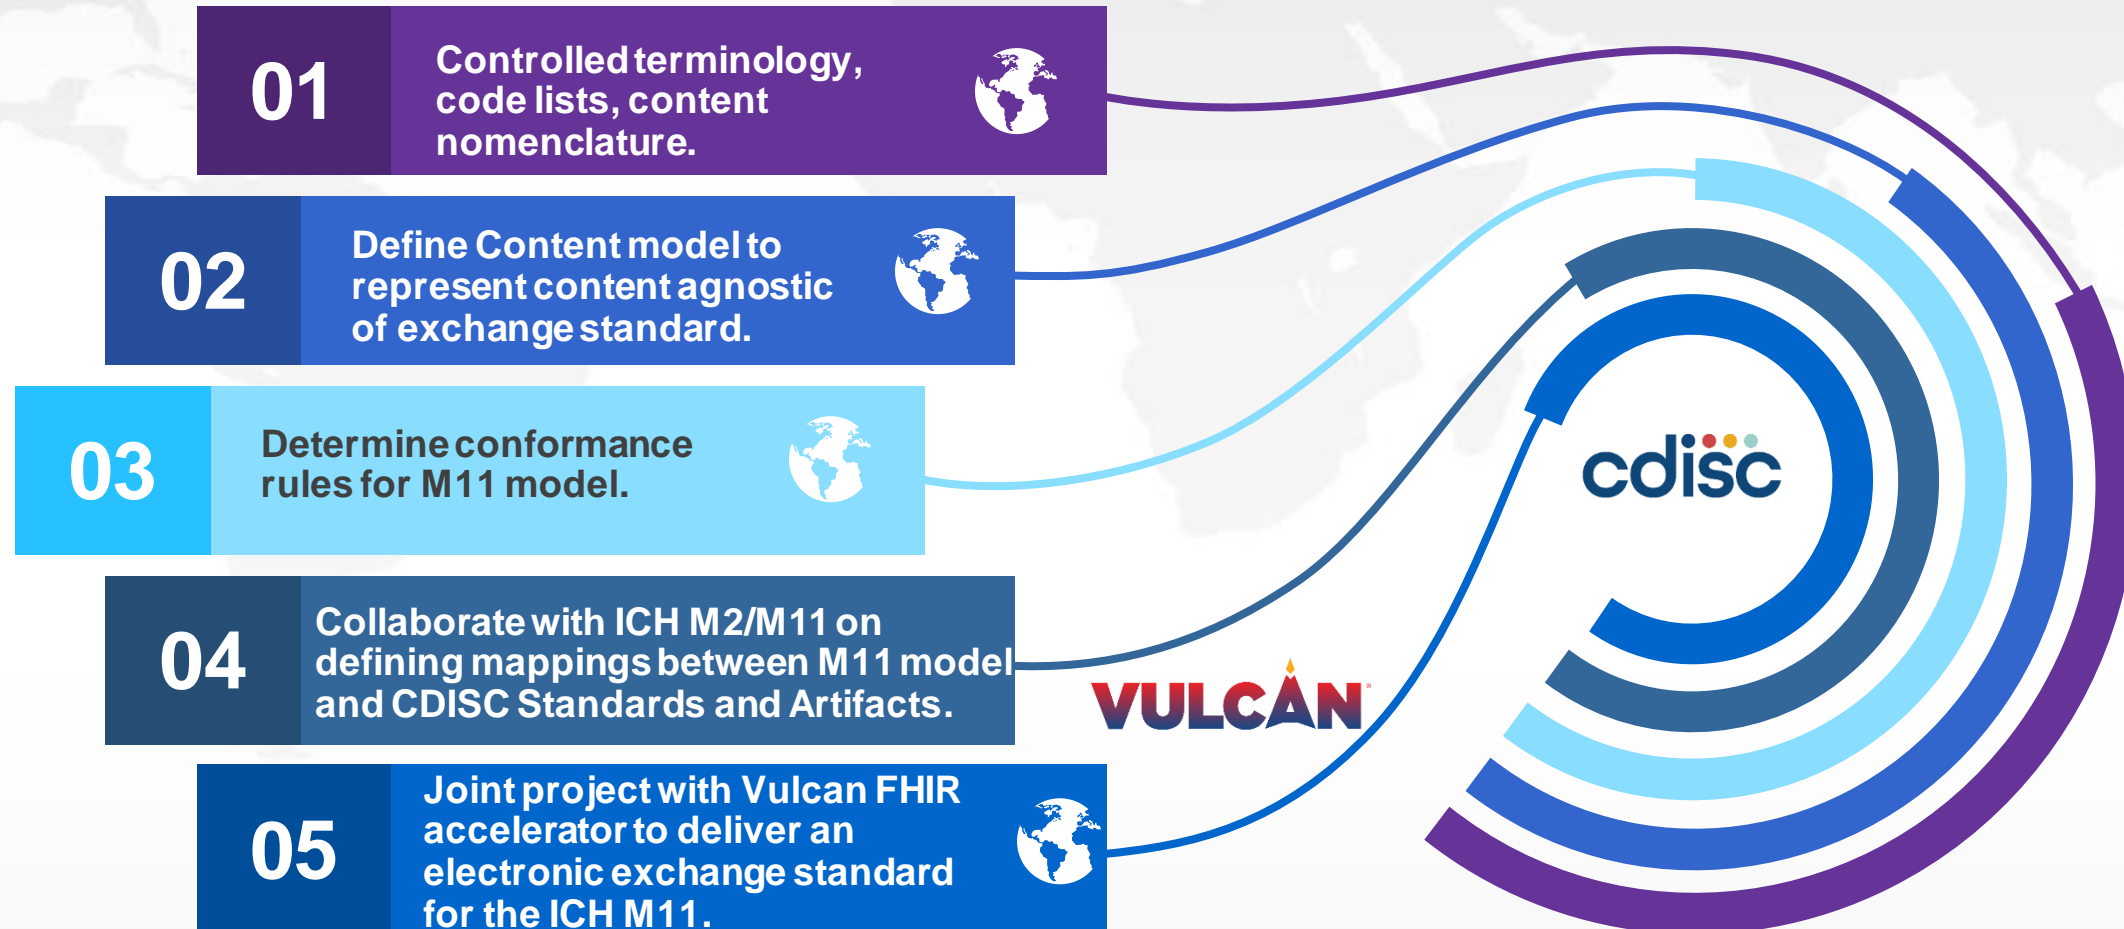 01
Controlled terminology,
code lists, content
nomenclature.
02
Define Content model to
represent content agnostic
of exchange standard.
03
Determine conformance
rules for M11 model.
04
Collaborate with ICH M2/M11 on
defining mappings between M11 model
and CDISC Standards and Artifacts.
05
Joint project with Vulcan FHIR
accelerator to deliver an
electronic exchange standard
for the ICH M11.
VULCAN
cdisc